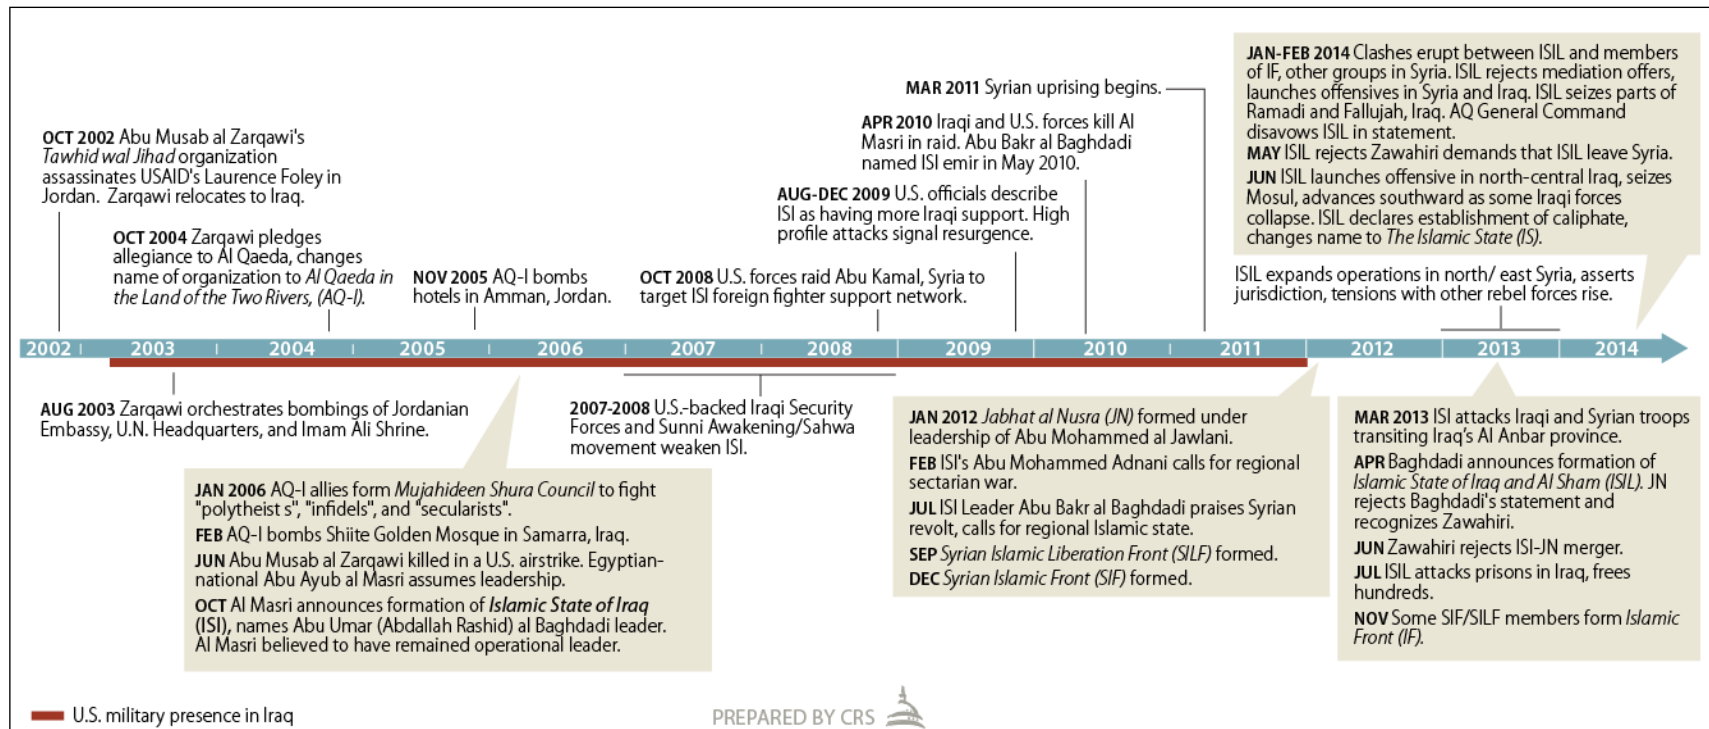 OCT 2002 Abu Musab al Zarqawi's
Tawhid wal Jihad organization
assassinates USAID's Laurence Foley in
Jordan. Zarqawi relocates to Iraq.
OCT 2004 Zarqawi pledges
allegiance to Al Qaeda, changes
name of organization to Al Qaeda in
the Land of the Two Rivers, (AQ-I).
NOV 2005 AQ-I bombs
hotels in Amman, Jordan.
OCT 2008 U.S. forces raid Abu Kamal, Syria to
target ISI foreign fighter support network.
AUG-DEC 2009 U.S. officials describe
ISI as having more Iraqi support. High
profile attacks signal resurgence.
APR 2010 Iraqi and U.S. forces kill Al
Masri in raid. Abu Bakr al Baghdadi
named ISI emir in May 2010.
MAR 2011 Syrian uprising begins.
JAN-FEB 2014 Clashes erupt between ISIL and members
of IF, other groups in Syria. ISIL rejects mediation offers,
launches offensives in Syria and Iraq. ISIL seizes parts of
Ramadi and Fallujah, Iraq. AQ General Command
disavows ISIL in statement.
MAY ISIL rejects Zawahiri demands that ISIL leave Syria.
JUN ISIL launches offensive in north-central Iraq, seizes
Mosul, advances southward as some Iraqi forces
collapse. ISIL declares establishment of caliphate,
changes name to The Islamic State (IS).
ISIL expands operations in north/ east Syria, asserts
jurisdiction, tensions with other rebel forces rise.
2002 2003 2004 2005 2006 2007 2008 2009 2010 2011 2012 2013 2014
AUG 2003 Zarqawi orchestrates bombings of Jordanian
Embassy, U.N. Headquarters, and Imam Ali Shrine.
JAN 2006 AQ-I allies form Mujahideen Shura Council to fight
"polytheist s", "infidels", and "secularists".
FEB AQ-I bombs Shiite Golden Mosque in Samarra, Iraq.
JUN Abu Musab al Zarqawi killed in a U.S. airstrike. Egyptian-
national Abu Ayub al Masri assumes leadership.
OCT Al Masri announces formation of Islamic State of Iraq
(ISI), names Abu Umar (Abdallah Rashid) al Baghdadi leader.
Al Masri believed to have remained operational leader.
2007-2008 U.S.-backed Iraqi Security
Forces and Sunni Awakening/Sahwa
movement weaken ISI.
JAN 2012 Jabhat al Nusra (JN) formed under
leadership of Abu Mohammed al Jawlani.
FEB ISI's Abu Mohammed Adnani calls for regional
sectarian war.
JUL ISI Leader Abu Bakr al Baghdadi praises Syrian
revolt, calls for regional Islamic state.
SEP Syrian Islamic Liberation Front (SILF) formed.
DEC Syrian Islamic Front (SIF) formed.
MAR 2013 ISI attacks Iraqi and Syrian troops
transiting Iraq's Al Anbar province.
APR Baghdadi announces formation of
Islamic State of Iraq and Al Sham (ISIL). JN
rejects Baghdadi's statement and
recognizes Zawahiri.
JUN Zawahiri rejects ISI-JN merger.
JUL ISIL attacks prisons in Iraq, frees
hundreds.
NOV Some SIF/SILF members form Islamic
Front (IF).
U.S. military presence in Iraq
PREPARED BY CRS